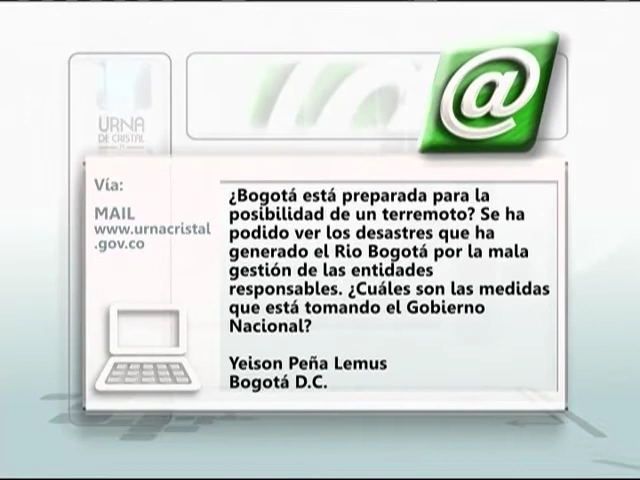 @
URNA
DE CRISTAL
Vía:
MAIL
www.urnacristal
.gov.co
¿Bogotá está preparada para la
posibilidad de un terremoto? Se ha
podido ver los desastres que ha
generado el Rio Bogotá por la mala
gestión de las entidades
responsables. ¿Cuáles son las medidas
que está tomando el Gobierno
Nacional?
Yeison Peña Lemus
Bogotá D.C.